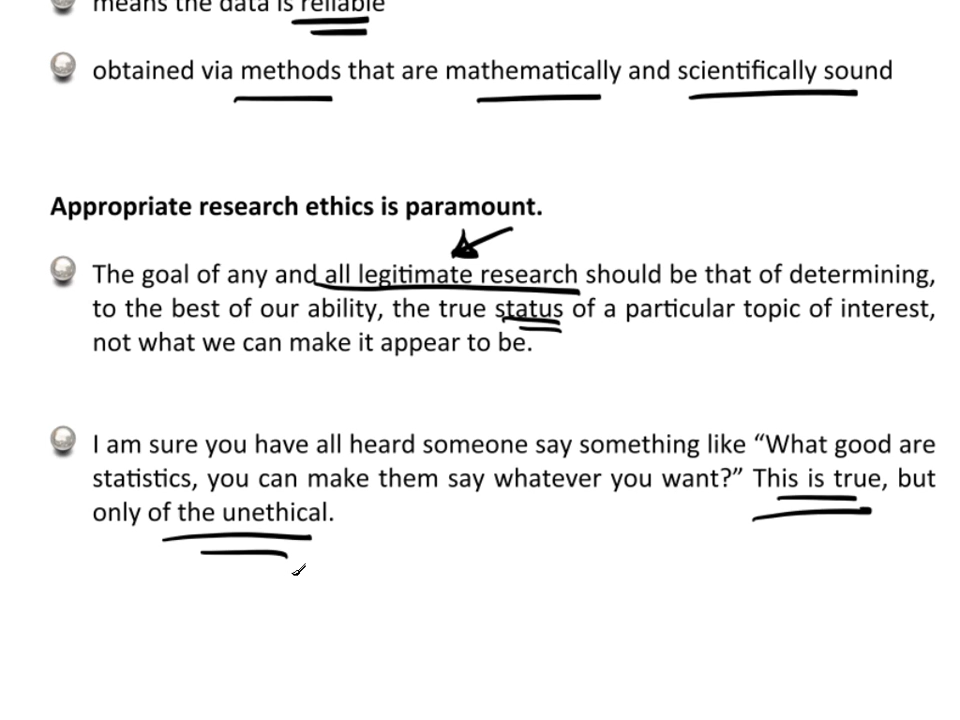 means the data is reliable
obtained via methods that are mathematically and scientifically sound
Appropriate research ethics is paramount.
The goal of any and all legitimate research should be that of determining,
to the best of our ability, the true status of a particular topic of interest,
not what we can make it appear to be.
I am sure you have all heard someone say something like “What good are
statistics, you can make them say whatever you want?” This is true, but
only of the unethical.